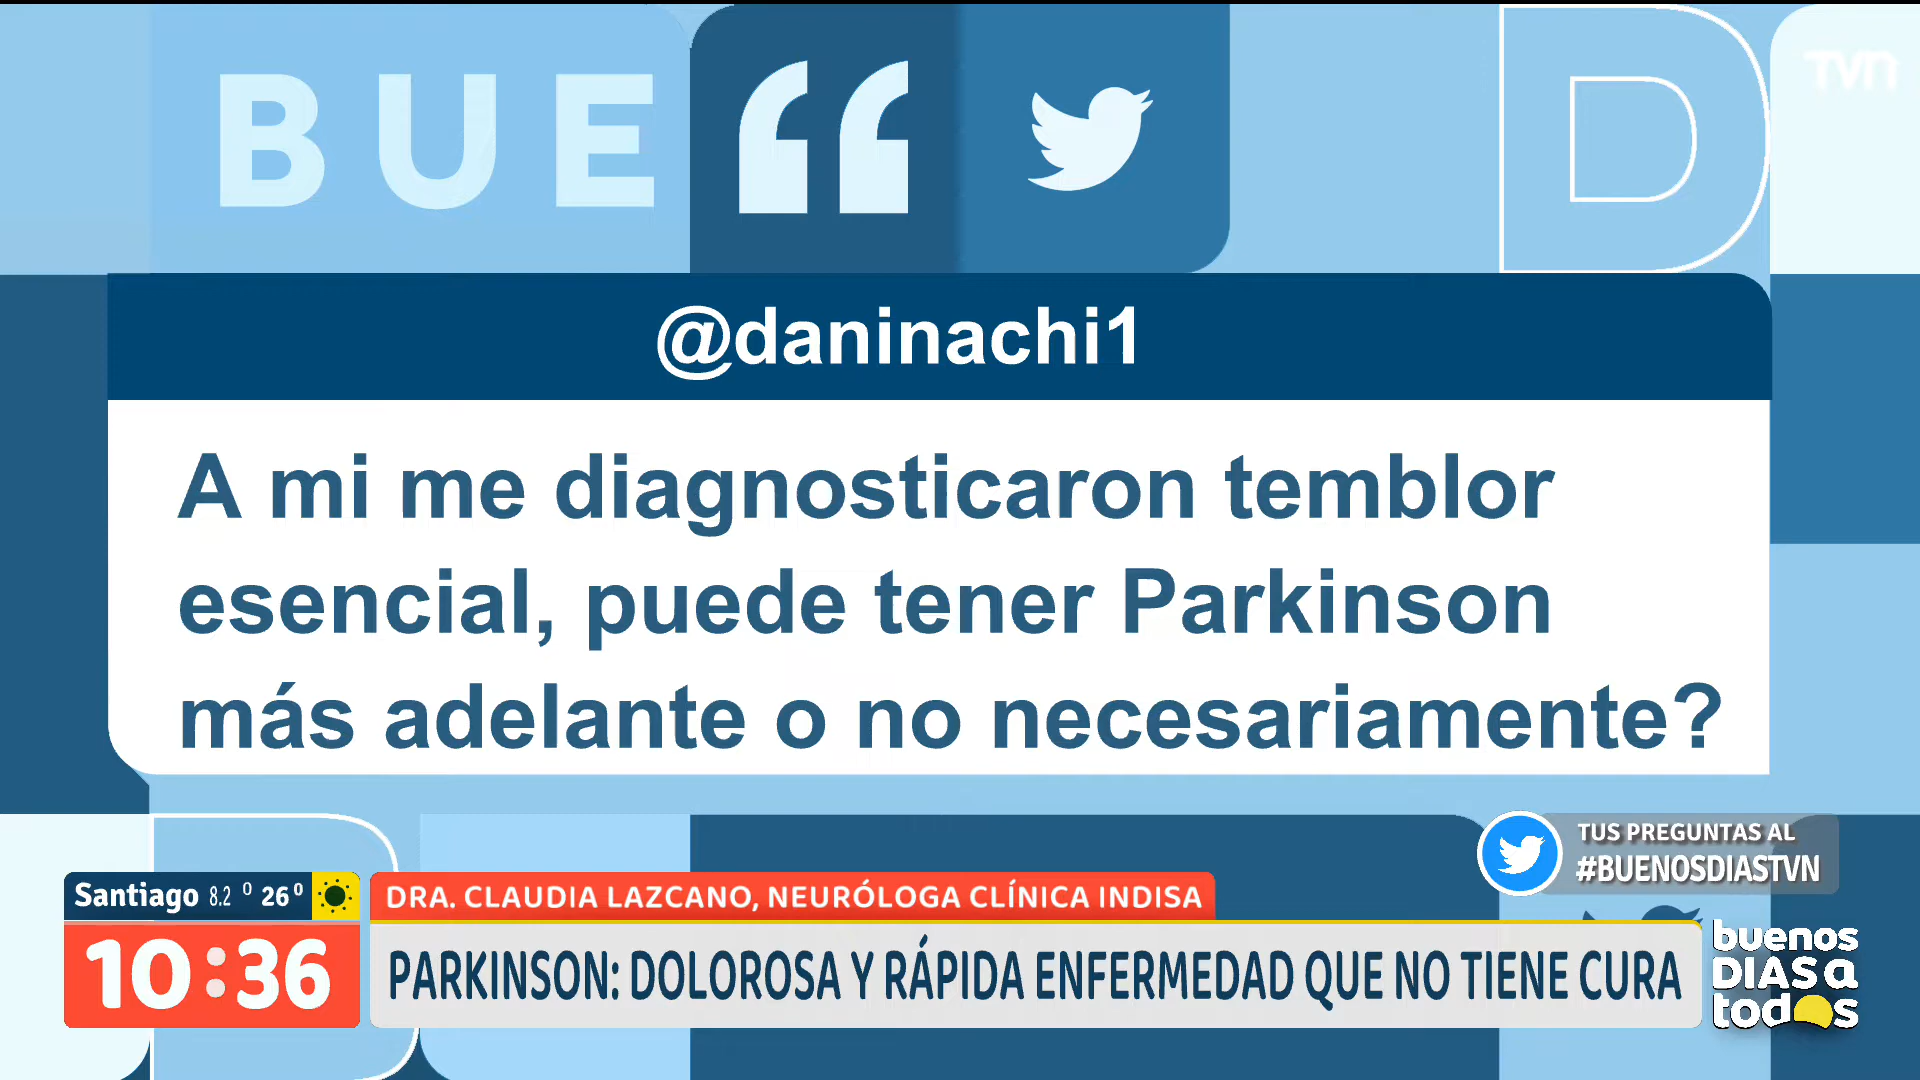 BUE
D
TVN
@daninachi1
A mi me diagnosticaron temblor
esencial, puede tener Parkinson
más adelante o no necesariamente?
TUS PREGUNTAS AL
#BUENOSDIASTVN
Santiago 8.2 º 26º
DRA. CLAUDIA LAZCANO, NEURÓLOGA CLÍNICA INDISA
10:36
PARKINSON: DOLOROSA Y RÁPIDA ENFERMEDAD QUE NO TIENE CURA
buenos
DIAS a
todos